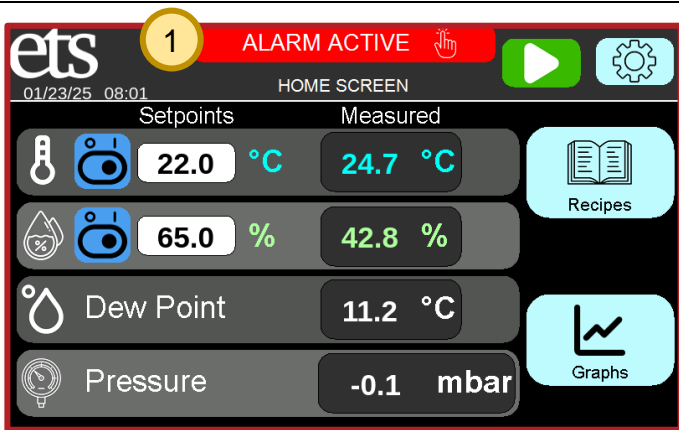 ets
1
ALARM ACTIVE
01/23/25 08:01
HOME SCREEN
Setpoints Measured
22.0 °C 24.7 °C
Recipes
% 65.0 % 42.8 %
Dew Point 11.2 °C
Pressure -0.1 mbar
Graphs